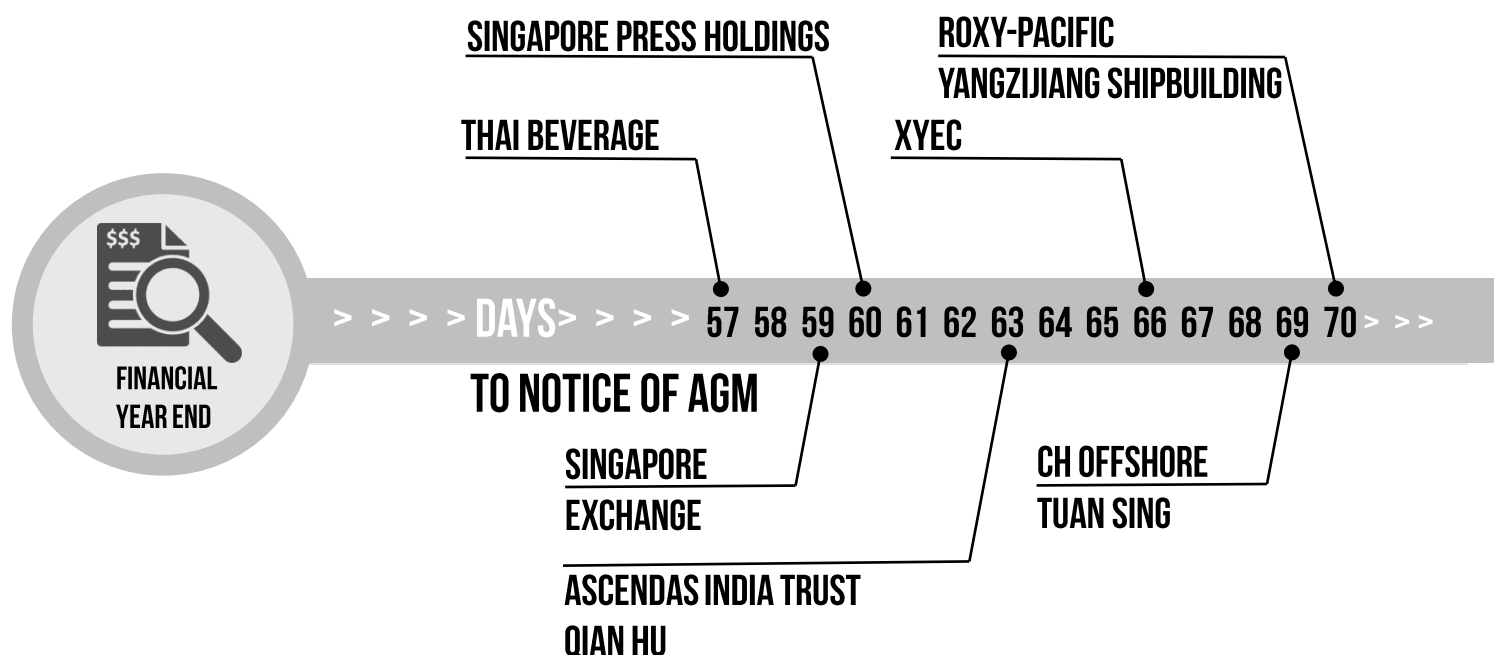 SINGAPORE PRESS HOLDINGS
ROXY-PACIFIC
YANGZIJIANG SHIPBUILDING
THAI BEVERAGE
XYEC
$$$
FINANCIAL
YEAR END
> > > > DAYS > > > > 57 58 59 60 61 62 63 64 65 66 67 68 69 70 > > >
TO NOTICE OF AGM
SINGAPORE
EXCHANGE
CH OFFSHORE
TUAN SING
ASCENDAS INDIA TRUST
QIAN HU